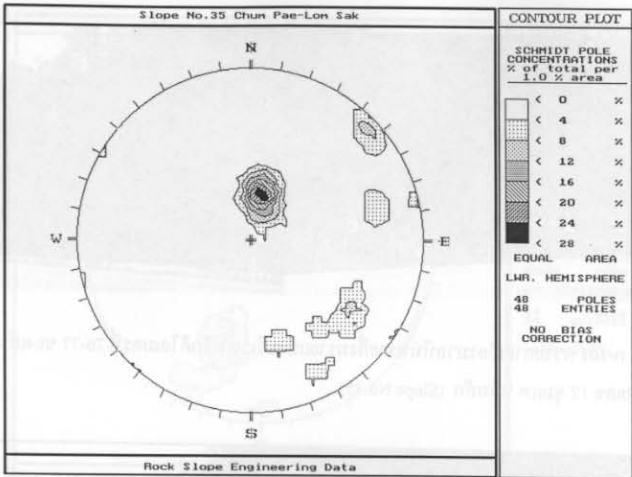 Slope No.35 Chum Pae-Lom Sak
N
W
E
S
Rock Slope Engineering Data
CONTOUR PLOT
SCHMIDT POLE
CONCENTRATIONS
% of total per
1.0 % area
< 0 %
< 4 %
< 8 %
< 12 %
< 16 %
< 20 %
< 24 %
< 28 %
EQUAL AREA
LWR. HEMISPHERE
48 POLES
48 ENTRIES
NO BIAS
CORRECTION